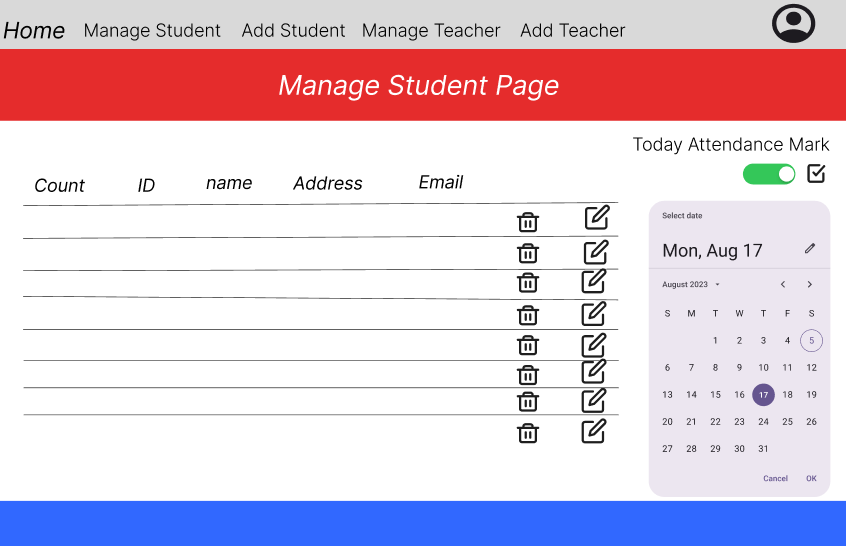 Home Manage Student Add Student Manage Teacher Add Teacher
Manage Student Page
Today Attendance Mark
Count ID name Address Email
Select date
Mon, Aug 17
August 2023
S M T W T F S
1 2 3 4 5
6 7 8 9 10 11 12
13 14 15 16 17 18 19
20 21 22 23 24 25 26
27 28 29 30 31
Cancel OK